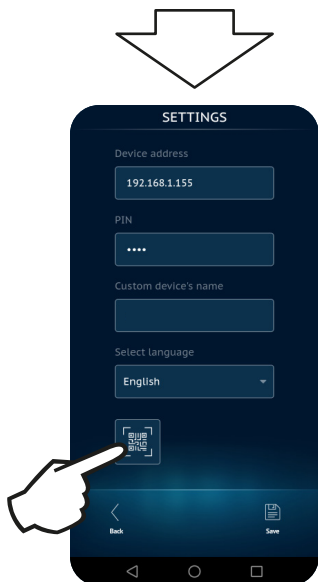 SETTINGS
Device address
192.168.1.155
PIN
••••
Custom device's name
Select language
English
Back
Save